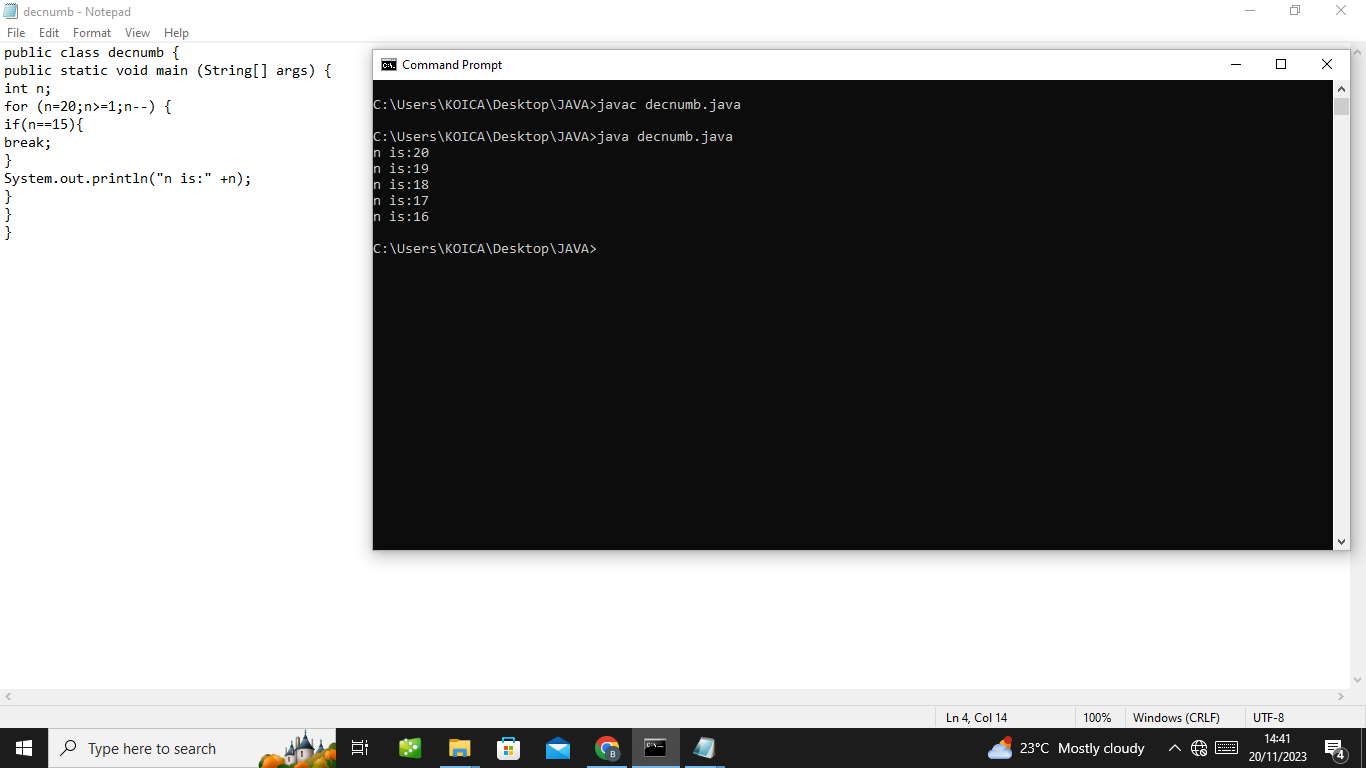 decnumb - Notepad
File Edit Format View Help
public class decnumb {
public static void main (String[] args) {
int n;
for (n=20;n>=1;n--) {
if(n==15){
break;
}
System.out.println("n is:" +n);
}
}
}
Command Prompt
C:\Users\KOICA\Desktop\JAVA>javac decnumb.java
C:\Users\KOICA\Desktop\JAVA>java decnumb.java
n is:20
n is:19
n is:18
n is:17
n is:16
C:\Users\KOICA\Desktop\JAVA>
Ln 4, Col 14 100% Windows (CRLF) UTF-8
Type here to search
B
23°C Mostly cloudy
14:41
20/11/2023
4